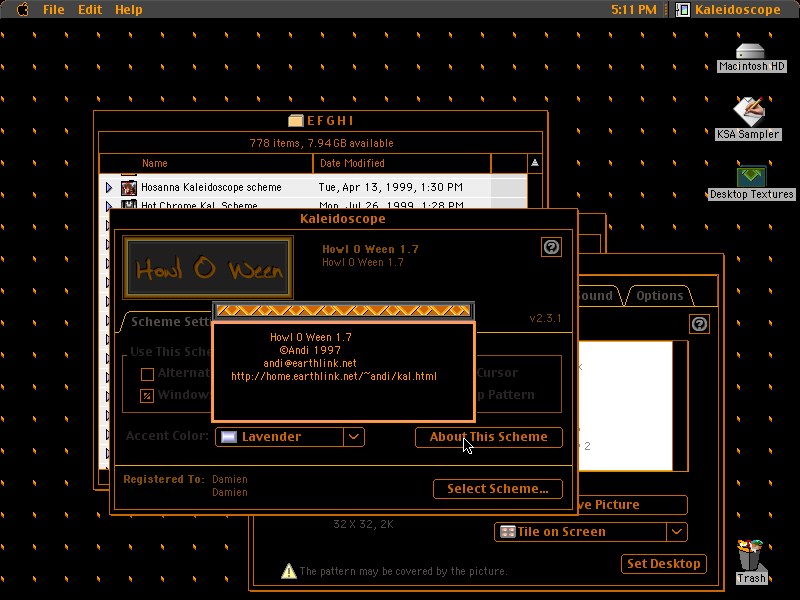 File Edit Help
5:11 PM
Kaleidoscope
Macintosh HD
KSA Sampler
Desktop Textures
EFGHI
778 items, 7.94GB available
Name
Date Modified
Hosanna Kaleidoscope scheme
Tue, Apr 13, 1999, 1:30 PM
Hot Chrome Kal. Scheme
Mon, Jul 26, 1999, 1:28 PM
Kaleidoscope
Howl O Ween
Howl O Ween 1.7
Howl O Ween 1.7
v2.3.1
Scheme Setti
Use This Sche
Alternat
Window
Cursor
p Pattern
Howl O Ween 1.7
©Andi 1997
andi@earthlink.net
http://home.earthlink.net/~andi/kal.html
Accent Color:
Lavender
About This Scheme
Registered To: Damien
Damien
Select Scheme...
ound
Options
2
ve Picture
32 X 32, 2K
Tile on Screen
Set Desktop
The pattern may be covered by the picture.
Trash